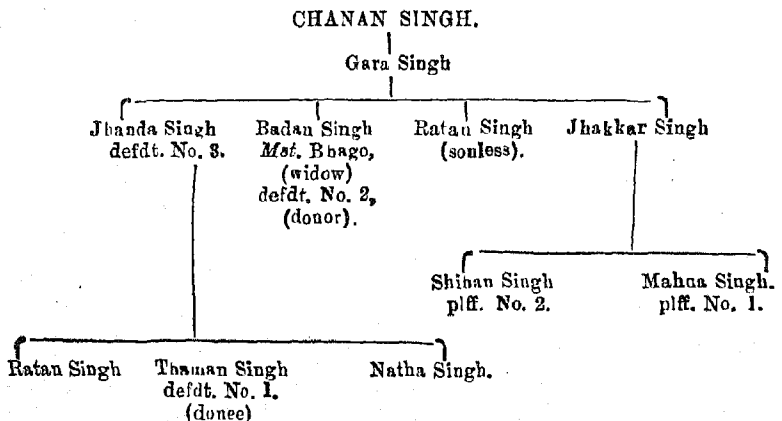 CHANAN SINGH.
Gara Singh
Jhanda Singh Badan Singh Ratan Singh Jhakkar Singh
defdt. No. 3. Mst. Bhago, (sonless).
(widow)
defdt. No. 2,
(donor).
Shiban Singh Mahna Singh.
plff. No. 2. plff. No. 1.
Ratan Singh Thaman Singh Natha Singh.
defdt. No. 1.
(donee)